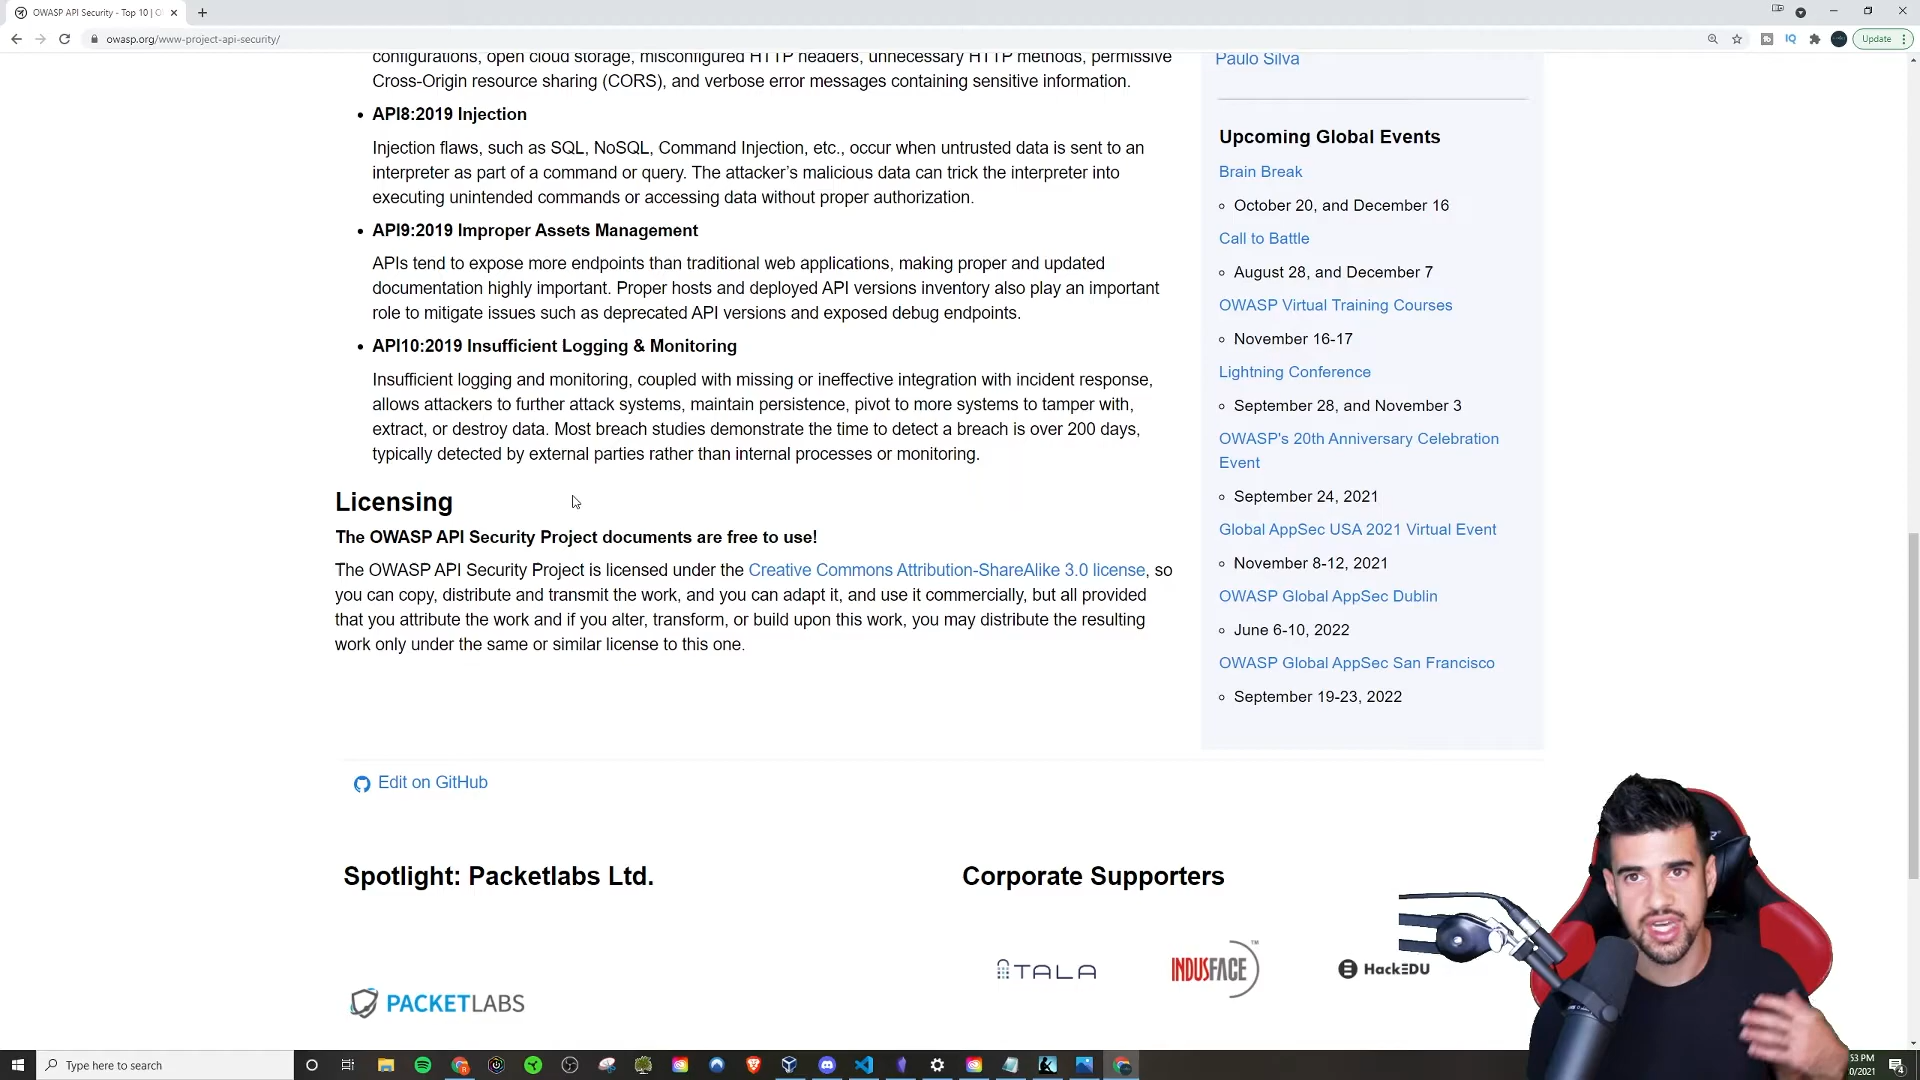 OWASP API Security - Top 10 | O
owasp.org/www-project-api-security/
IQ
Update
configurations, open cloud storage, misconfigured HTTP headers, unnecessary HTTP methods, permissive
Cross-Origin resource sharing (CORS), and verbose error messages containing sensitive information.
API8:2019 Injection
Injection flaws, such as SQL, NoSQL, Command Injection, etc., occur when untrusted data is sent to an
interpreter as part of a command or query. The attacker's malicious data can trick the interpreter into
executing unintended commands or accessing data without proper authorization.
API9:2019 Improper Assets Management
APIs tend to expose more endpoints than traditional web applications, making proper and updated
documentation highly important. Proper hosts and deployed API versions inventory also play an important
role to mitigate issues such as deprecated API versions and exposed debug endpoints.
API10:2019 Insufficient Logging & Monitoring
Insufficient logging and monitoring, coupled with missing or ineffective integration with incident response,
allows attackers to further attack systems, maintain persistence, pivot to more systems to tamper with,
extract, or destroy data. Most breach studies demonstrate the time to detect a breach is over 200 days,
typically detected by external parties rather than internal processes or monitoring.
Licensing
The OWASP API Security Project documents are free to use!
The OWASP API Security Project is licensed under the Creative Commons Attribution-ShareAlike 3.0 license, so
you can copy, distribute and transmit the work, and you can adapt it, and use it commercially, but all provided
that you attribute the work and if you alter, transform, or build upon this work, you may distribute the resulting
work only under the same or similar license to this one.
Edit on GitHub
Paulo Silva
Upcoming Global Events
Brain Break
October 20, and December 16
Call to Battle
August 28, and December 7
OWASP Virtual Training Courses
November 16-17
Lightning Conference
September 28, and November 3
OWASP's 20th Anniversary Celebration
Event
September 24, 2021
Global AppSec USA 2021 Virtual Event
November 8-12, 2021
OWASP Global AppSec Dublin
June 6-10, 2022
OWASP Global AppSec San Francisco
September 19-23, 2022
Spotlight: Packetlabs Ltd.
PACKETLABS
Corporate Supporters
TALA
INDUSFACE™
HackEDU
Type here to search
53 PM
0/2021
4